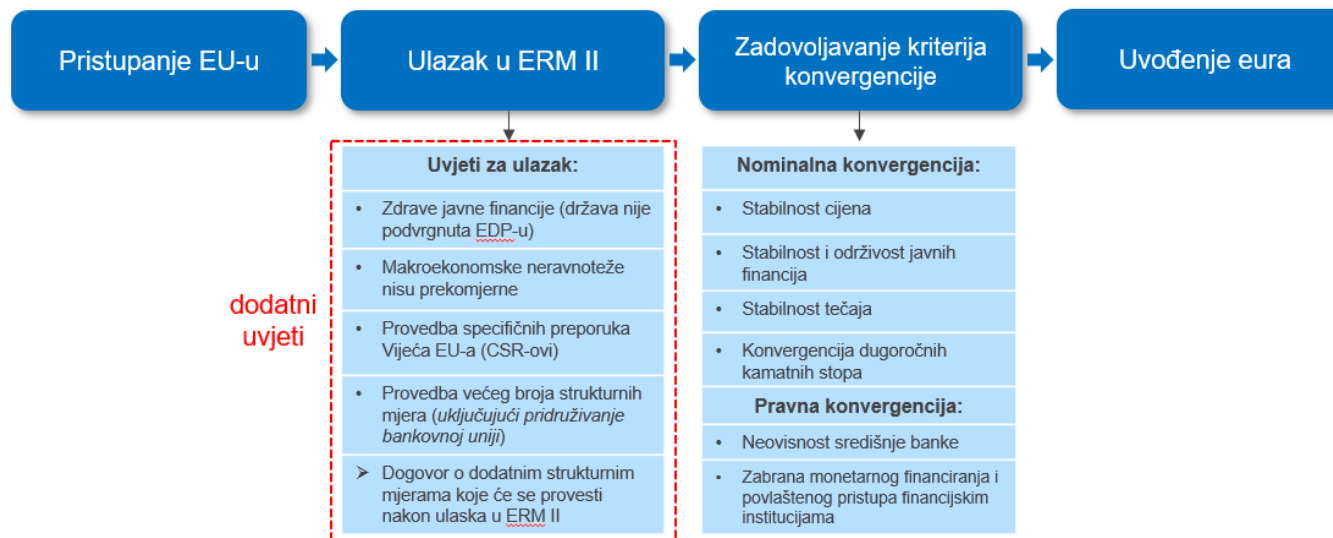 Pristupanje EU-u
Ulazak u ERM II
Zadovoljavanje kriterija
konvergencije
Uvođenje eura
dodatni
uvjeti
Uvjeti za ulazak:
• Zdrave javne financije (država nije
podvrgnuta EDP-u)
• Makroekonomske neravnoteže
nisu prekomjerne
• Provedba specifičnih preporuka
Vijeća EU-a (CSR-ovi)
• Provedba većeg broja strukturnih
mjera (uključujući pridruživanje
bankovnoj uniji)
➢ Dogovor o dodatnim strukturnim
mjerama koje će se provesti
nakon ulaska u ERM II
Nominalna konvergencija:
• Stabilnost cijena
• Stabilnost i održivost javnih
financija
• Stabilnost tečaja
• Konvergencija dugoročnih
kamatnih stopa
Pravna konvergencija:
• Neovisnost središnje banke
• Zabrana monetarnog financiranja i
povlaštenog pristupa financijskim
institucijama